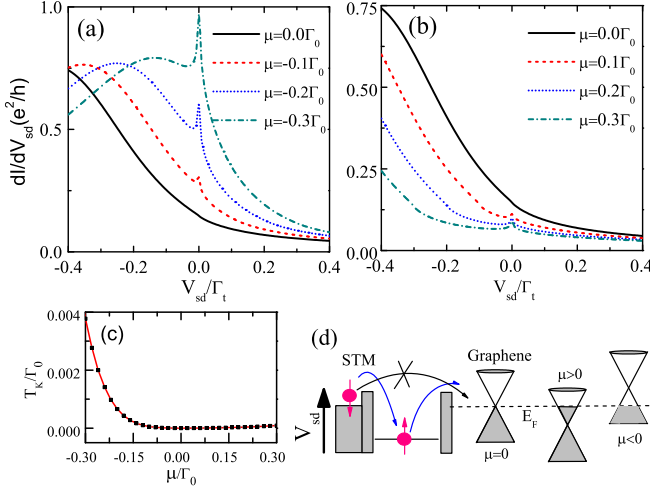 (a)
μ=0.0Γ0
μ=-0.1Γ0
μ=-0.2Γ0
μ=-0.3Γ0
1.0
0.5
0.0
dI/dVsd(e²/h)
-0.4 -0.2 0.0 0.2 0.4
Vsd/Γt
(b)
μ=0.0Γ0
μ=0.1Γ0
μ=0.2Γ0
μ=0.3Γ0
0.75
0.50
0.25
0.00
-0.4 -0.2 0.0 0.2 0.4
Vsd/Γt
(c)
0.004
0.002
0.000
TK/Γ0
-0.30 -0.15 0.00 0.15 0.30
μ/Γ0
(d)
STM
Graphene
μ>0
Vsd
EF
μ=0
μ<0